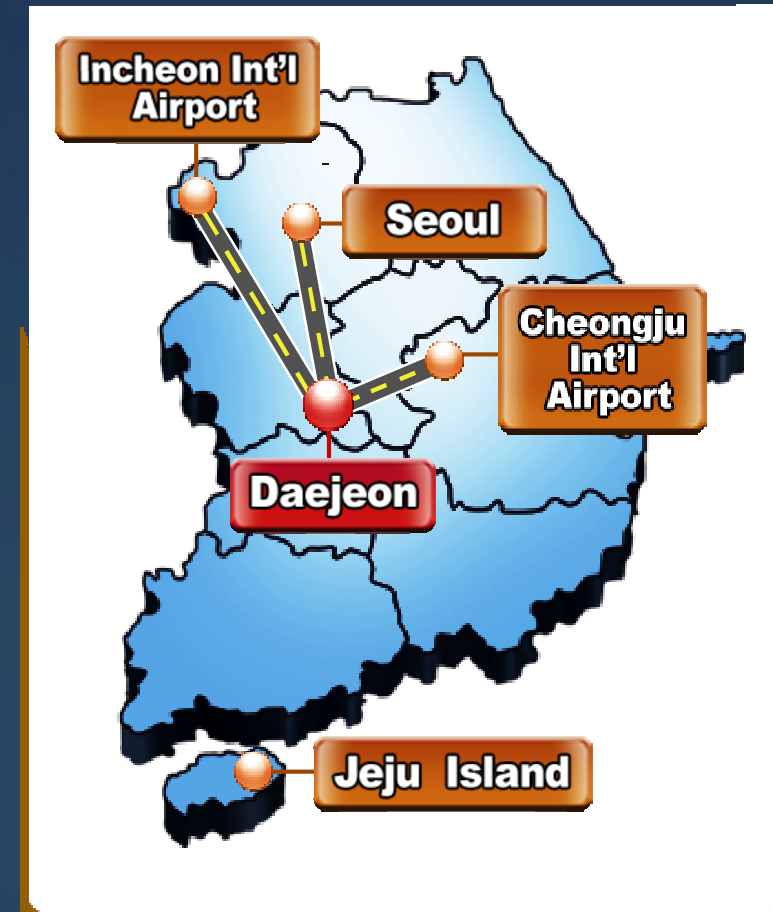 Incheon Int'l
Airport
Seoul
Cheongju
Int'l
Airport
Daejeon
Jeju Island